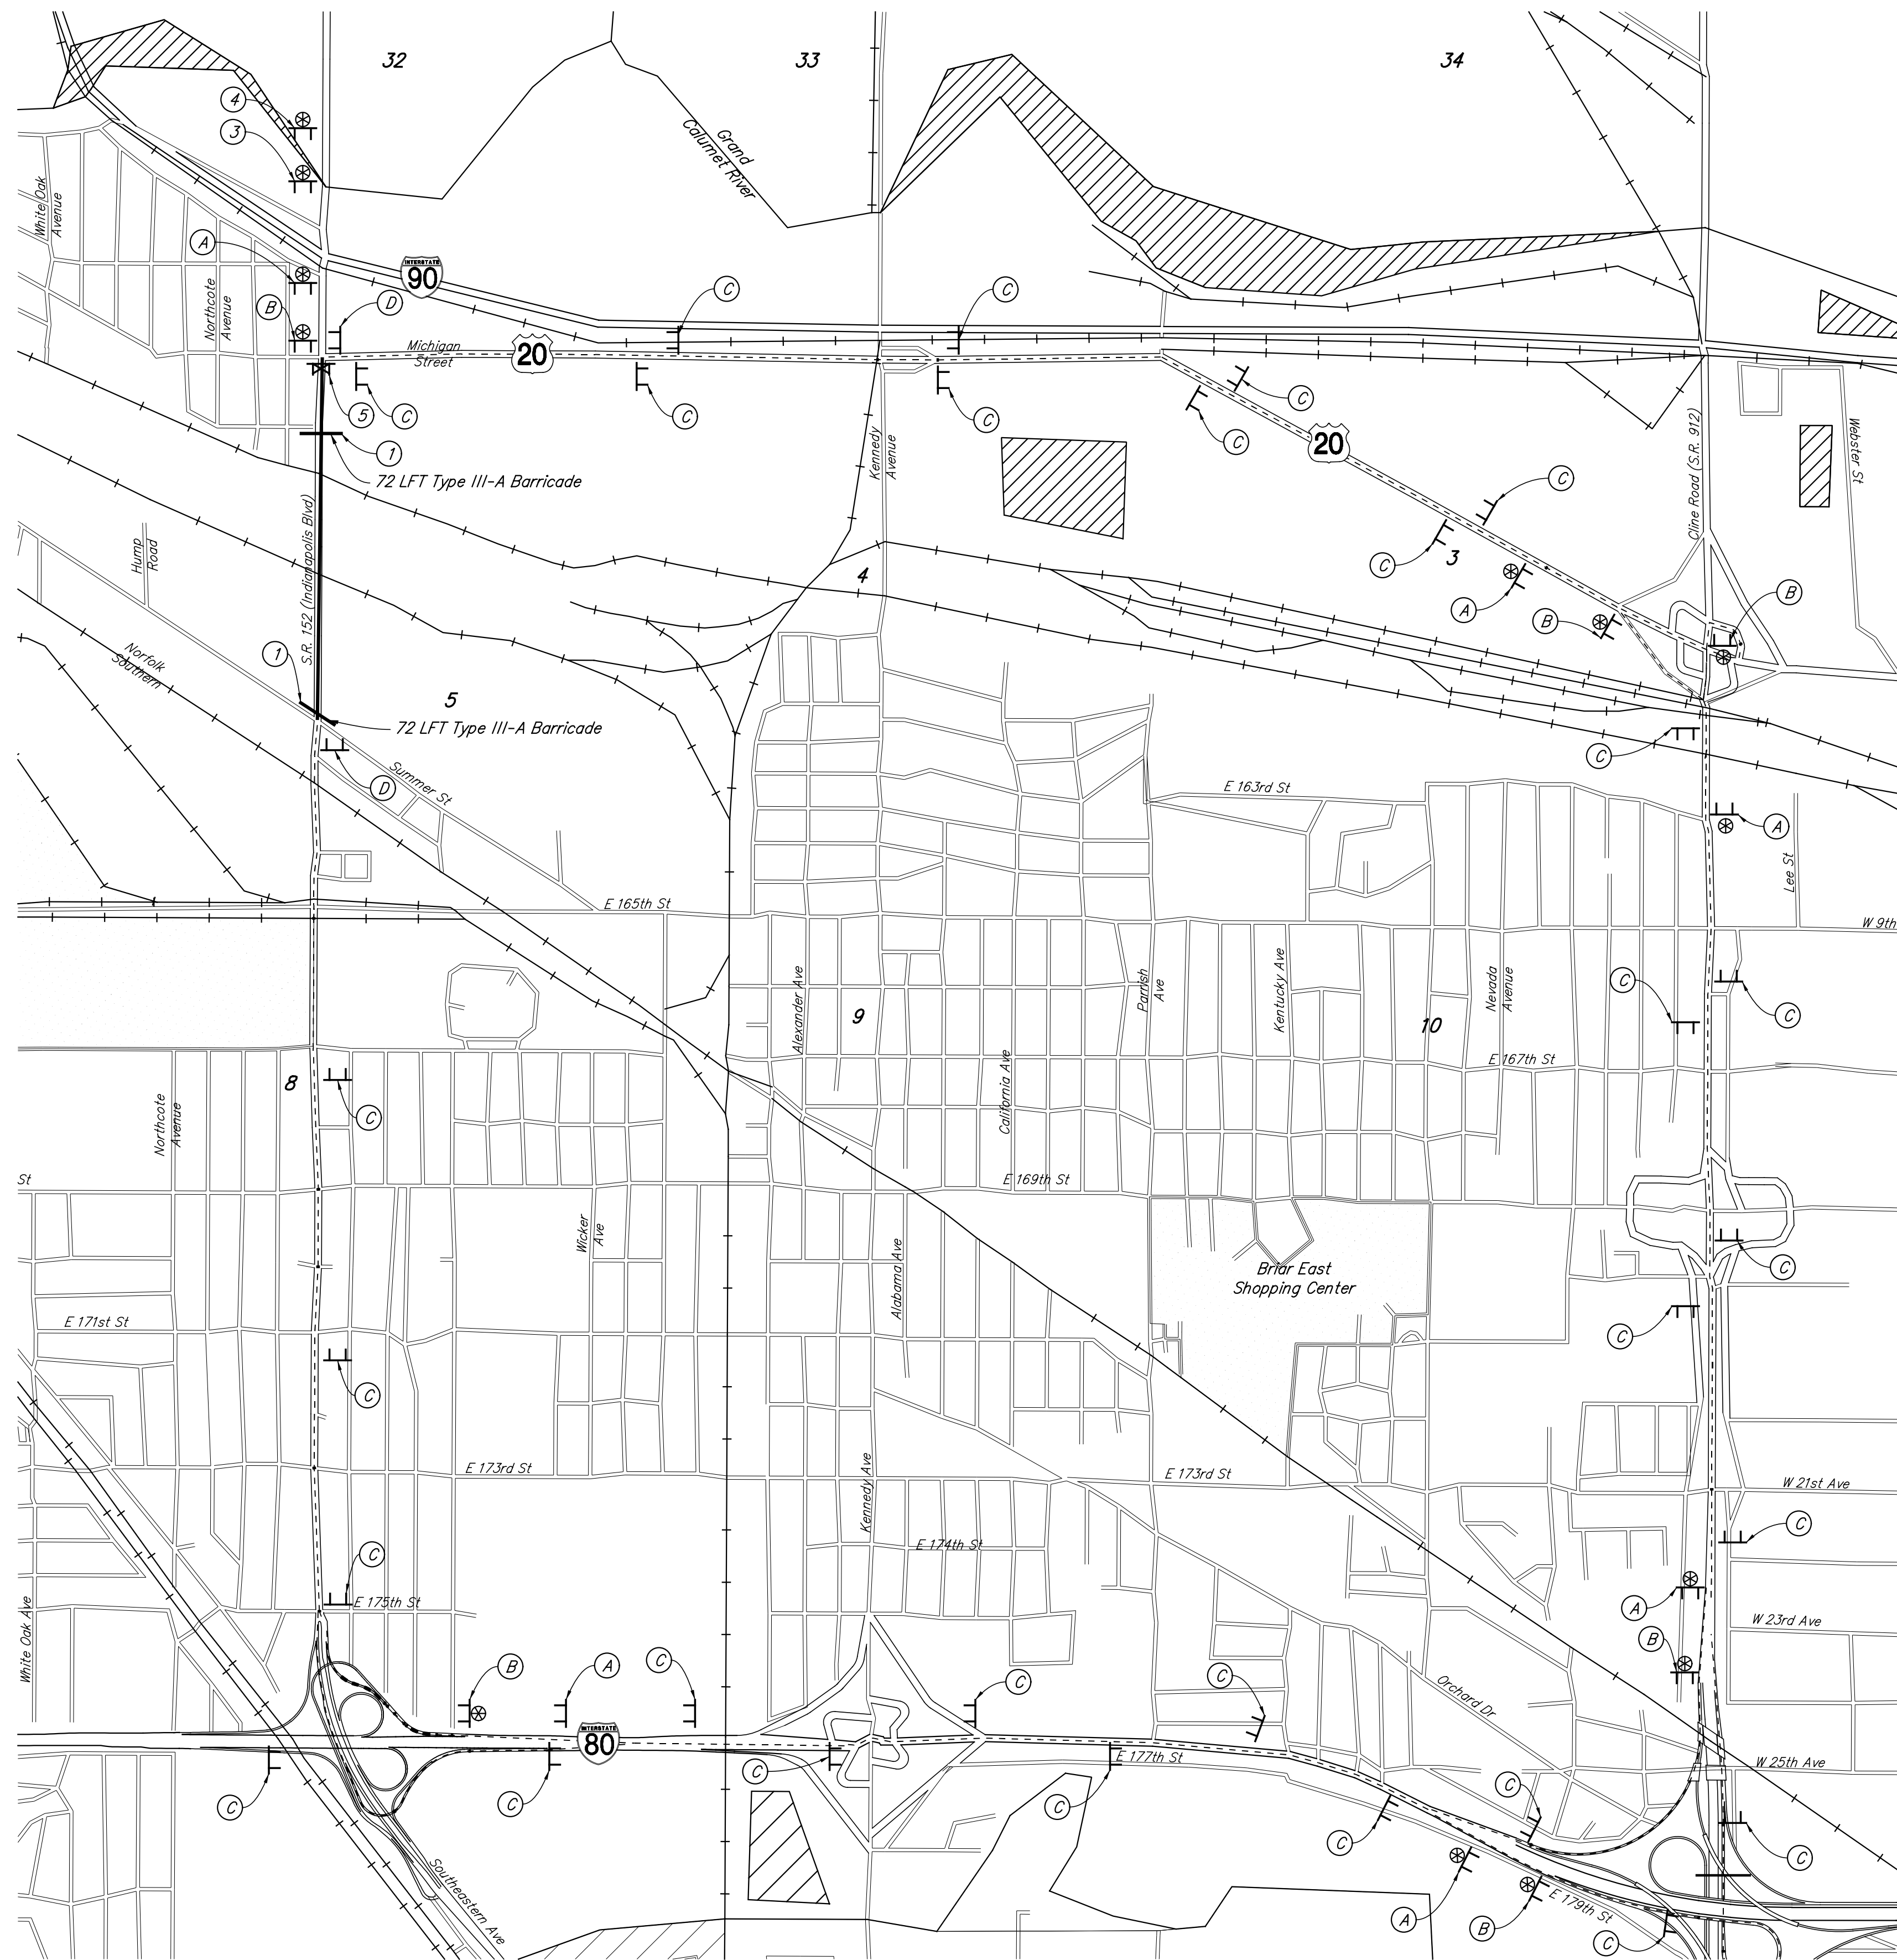 32
33
34
4
3
Grand
Calumet River
White Oak
Avenue
A
Northcote
Avenue
B
INTERSTATE
90
D
C
C
Michigan
Street
20
5
C
C
C
C
C
20
1
72 LFT Type III-A Barricade
Kennedy
Avenue
Cline Road (S.R. 912)
Webster St
C
C
3
A
B
B
Hump
Road
S.R. 152 (Indianapolis Blvd)
4
Norfolk
Southern
1
5
72 LFT Type III-A Barricade
D
Summer St
C
E 163rd St
A
Lee St
E 165th St
W 9th
Alexander Ave
Parrish
Ave
Kentucky Ave
Nevada
Avenue
C
C
9
10
California Ave
E 167th St
8
C
Northcote
Avenue
St
E 169th St
Wicker
Ave
Alabama Ave
Briar East
Shopping Center
C
C
E 171st St
C
E 173rd St
Kennedy Ave
E 173rd St
W 21st Ave
C
E 174th St
C
E 175th St
A
White Oak Ave
W 23rd Ave
B
B
A
C
C
C
Orchard Dr
INTERSTATE
80
E 177th St
W 25th Ave
C
C
C
C
C
C
C
Southeastern Ave
A
B
E 179th St
C